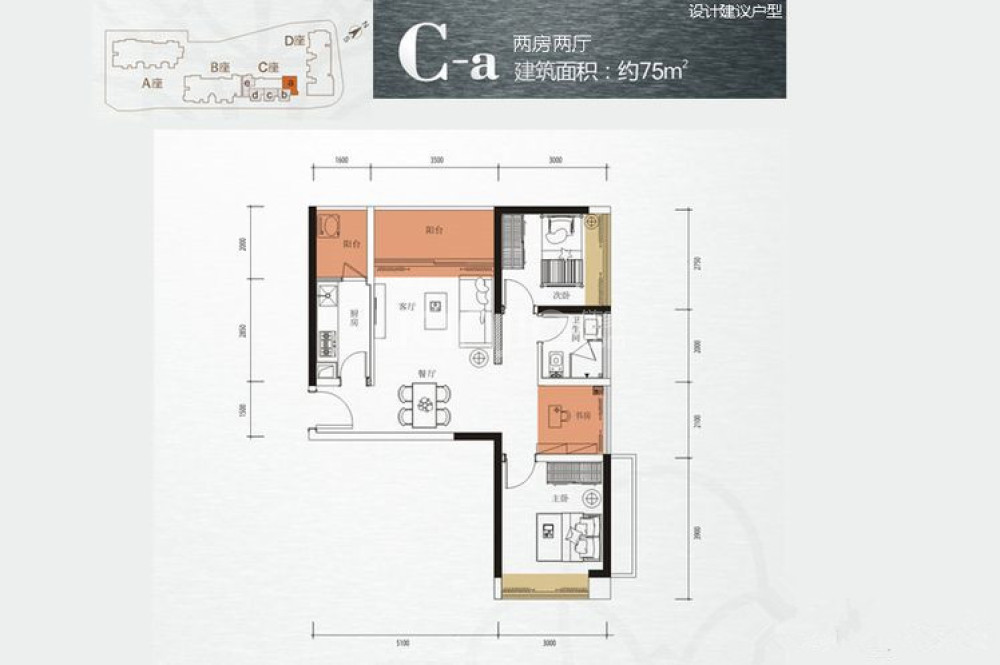 设计建议户型
C-a
两房两厅
建筑面积：约75m²
D座
N
B座
C座
A座
e
a
d
c
b
1600
3500
3000
阳台
阳台
2000
2750
次卧
客厅
厨房
卫生间
2850
2000
餐厅
1500
书房
2100
主卧
3900
5100
3000